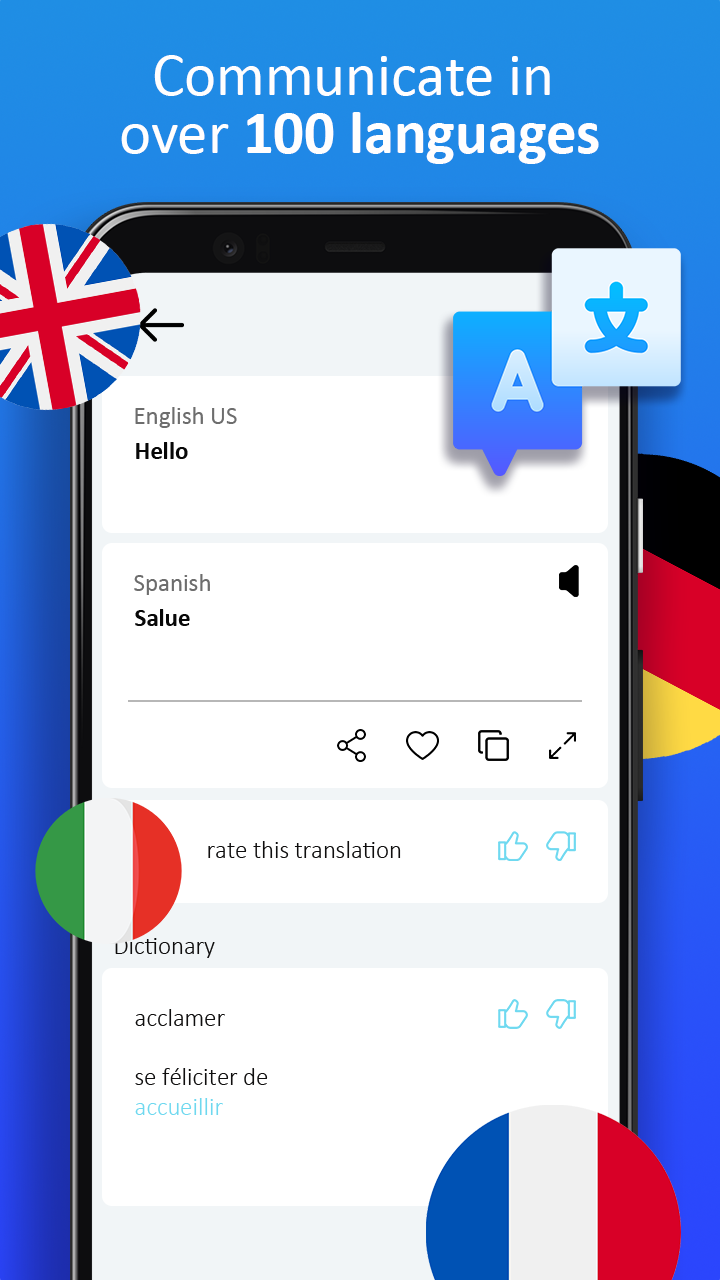 Communicate in
over 100 languages
A
文
English US
Hello
Spanish
Salue
rate this translation
Dictionary
acclamer
se féliciter de
accueillir